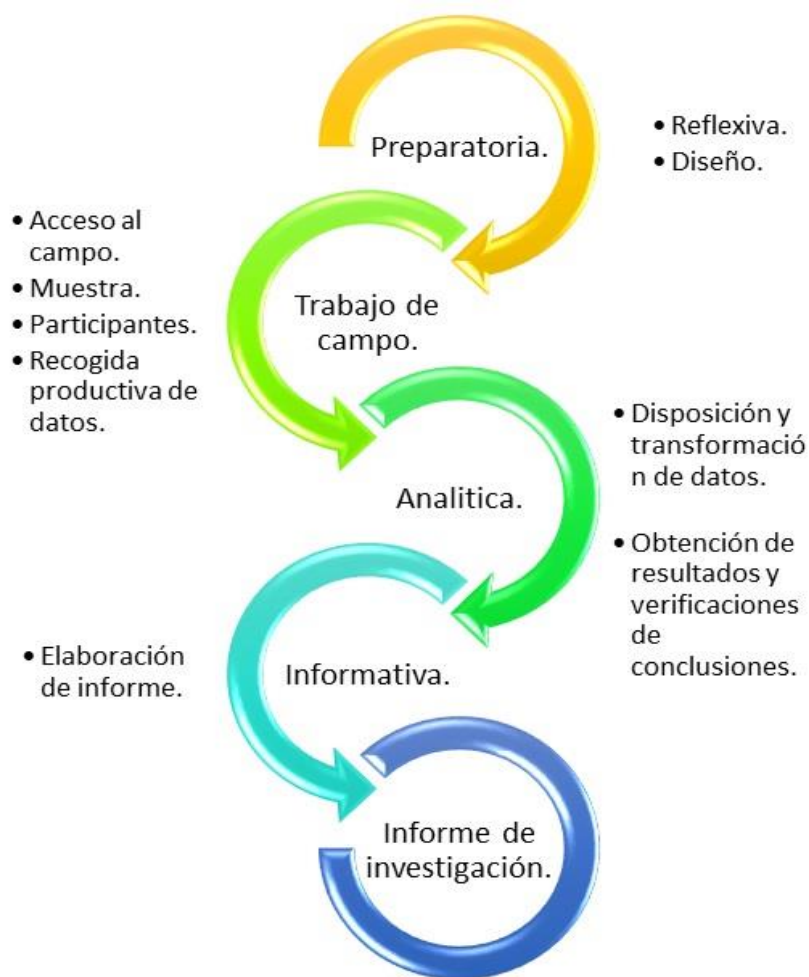 Preparatoria.
• Reflexiva.
• Diseño.
• Acceso al
campo.
• Muestra.
• Participantes.
• Recogida
productiva de
datos.
Trabajo de
campo.
Analitica.
• Disposición y
transformació
n de datos.
• Obtención de
resultados y
verificaciones
de
conclusiones.
• Elaboración
de informe.
Informativa.
Informe de
investigación.